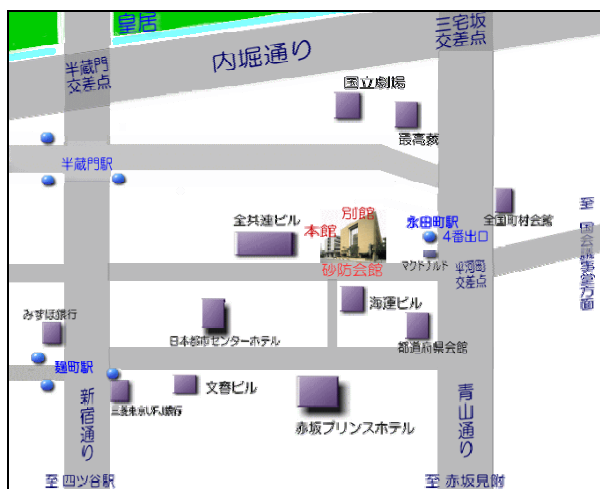 皇居
三宅坂
交差点
半蔵門
交差点
内堀通り
国立劇場
最高裁
半蔵門駅
全共連ビル
本館
別館
永田町駅
4番出口
全国町村会館
至 国会議事堂方面
砂防会館
マクドナルド
平河町
交差点
海運ビル
みずほ銀行
日本都市センターホテル
都道府県会館
麹町駅
文春ビル
三菱東京UFJ銀行
新宿通り
赤坂プリンスホテル
青山通り
至 四ツ谷駅
至 赤坂見附